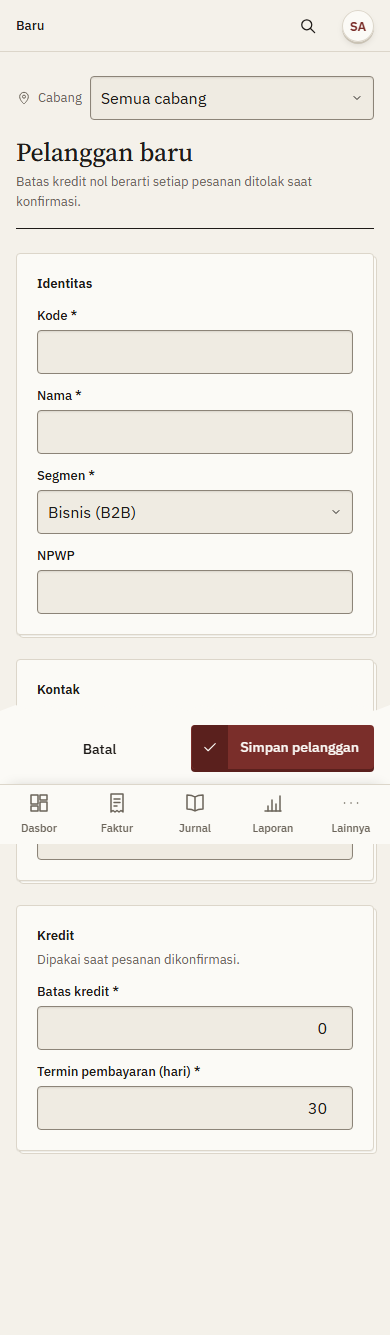 Baru
SA
Cabang
Semua cabang
Pelanggan baru
Batas kredit nol berarti setiap pesanan ditolak saat
konfirmasi.
Identitas
Kode *
Nama *
Segmen *
Bisnis (B2B)
NPWP
Kontak
Batal
Simpan pelanggan
Dasbor
Faktur
Jurnal
Laporan
Lainnya
Kredit
Dipakai saat pesanan dikonfirmasi.
Batas kredit *
0
Termin pembayaran (hari) *
30